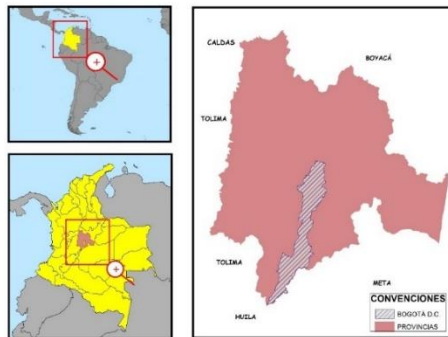 CALDAS
BOYACÁ
TOLIMA
TOLIMA
META
HUILA
CONVENCIONES
BOGOTÁ D.C.
PROVINCIAS